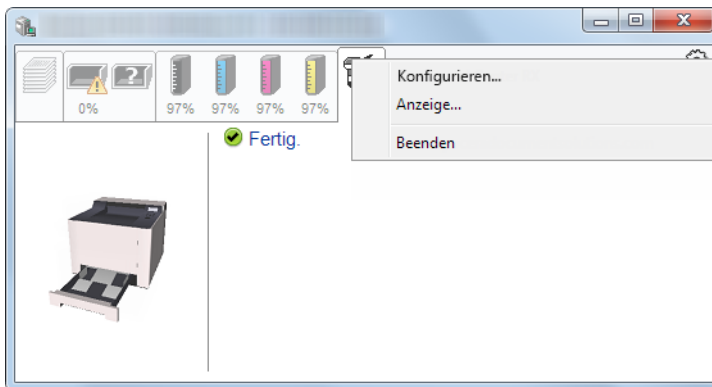 0% 97% 97% 97% 97%
Konfigurieren...
Anzeige...
Beenden
Fertig.